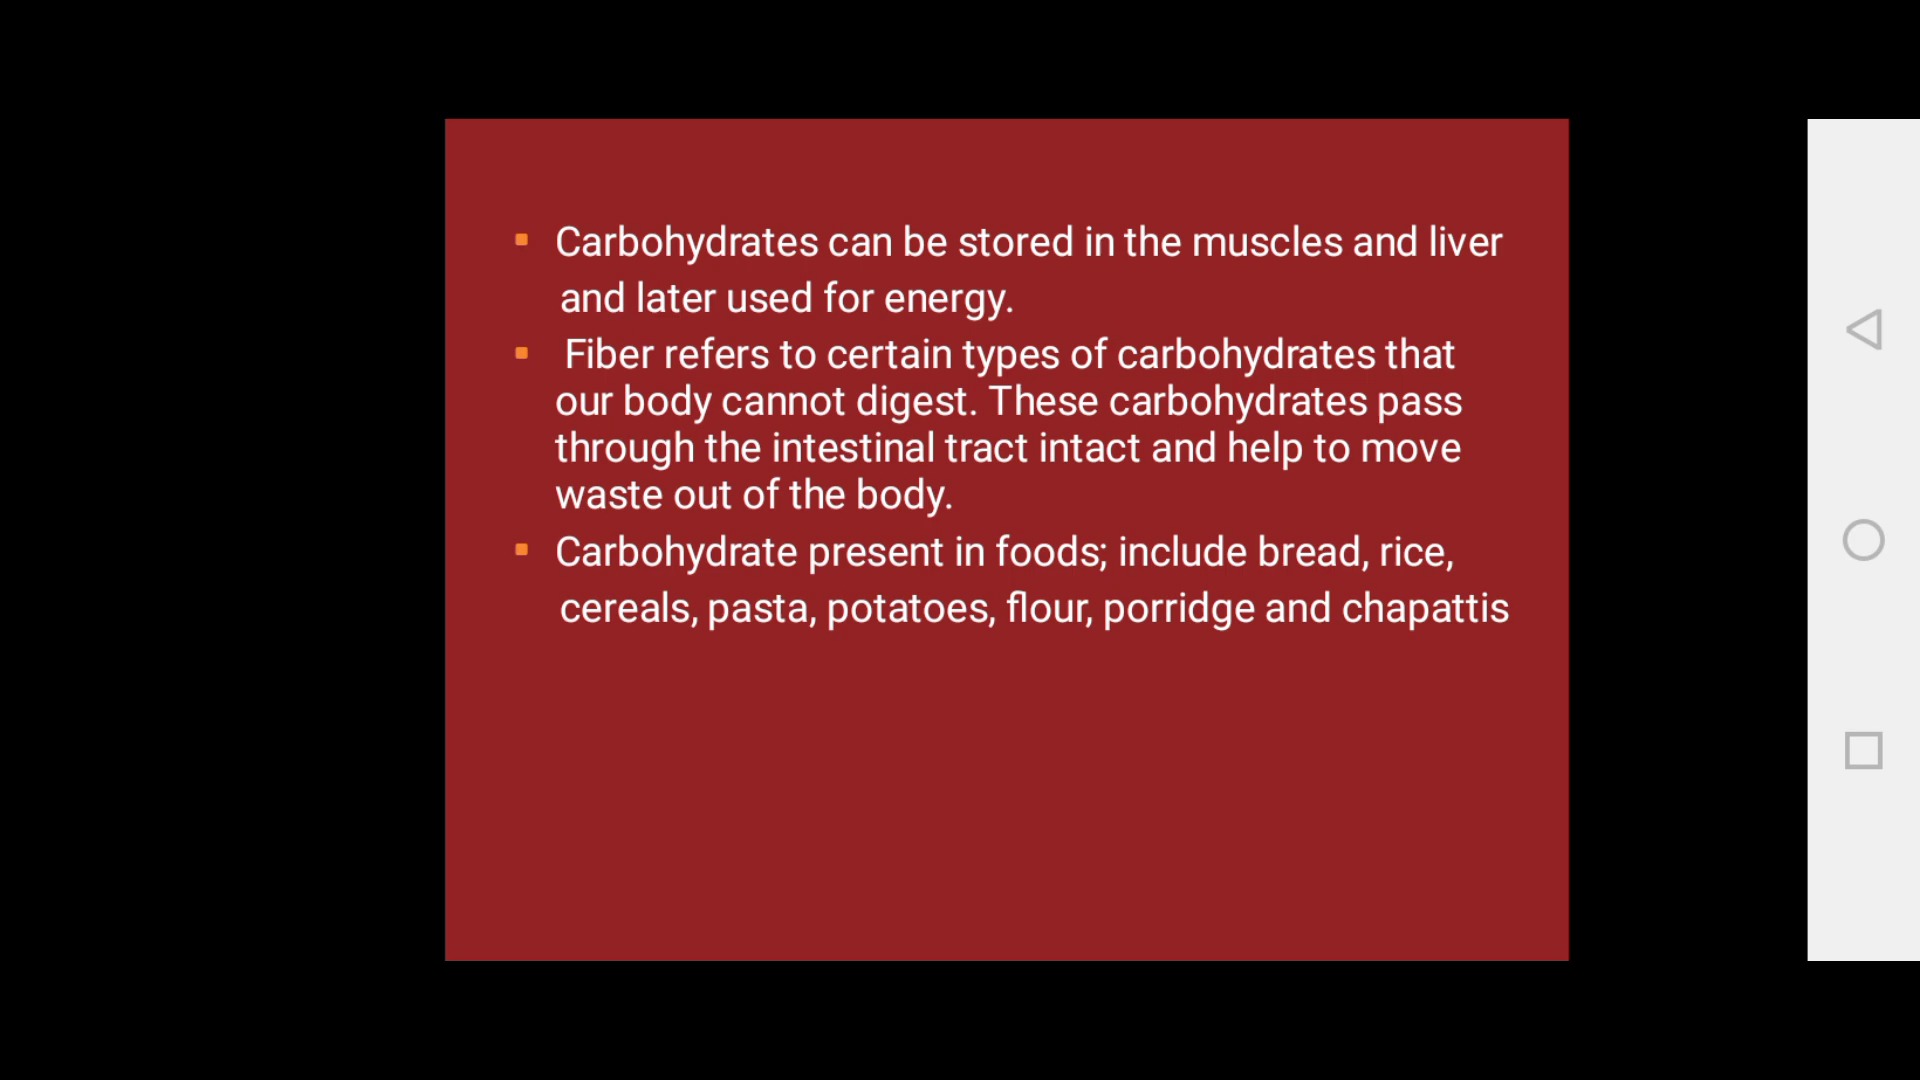 ▪ Carbohydrates can be stored in the muscles and liver
and later used for energy.
▪ Fiber refers to certain types of carbohydrates that
our body cannot digest. These carbohydrates pass
through the intestinal tract intact and help to move
waste out of the body.
▪ Carbohydrate present in foods; include bread, rice,
cereals, pasta, potatoes, flour, porridge and chapattis